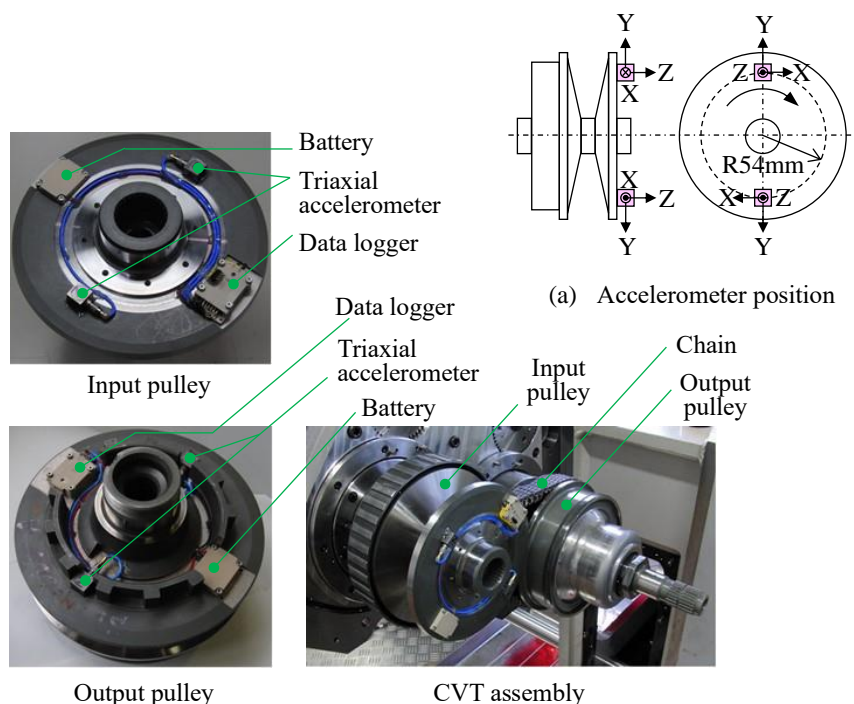 Y
Y
Z
Z
X
X
R54mm
X
X
Z
Y
Y
(a) Accelerometer position
Battery
Triaxial
accelerometer
Data logger
Input pulley
Data logger
Triaxial
accelerometer
Battery
Output pulley
Input
pulley
Chain
Output
pulley
CVT assembly